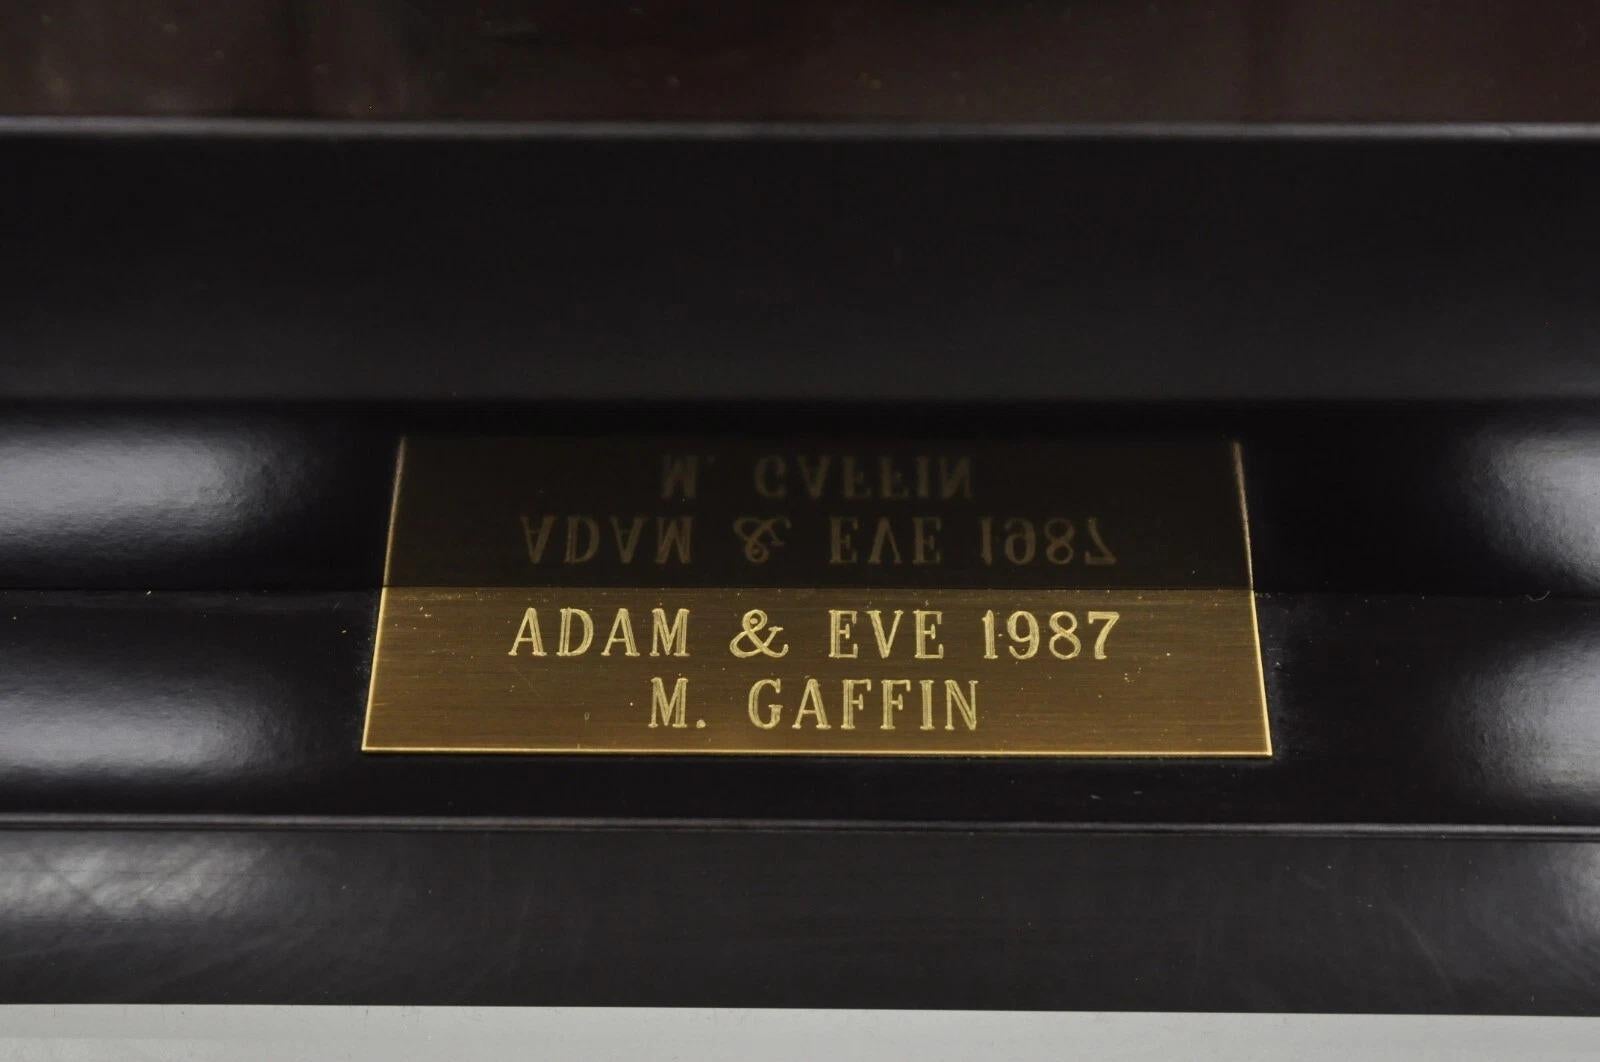 ADAM & EVE 1987
M. GAFFIN